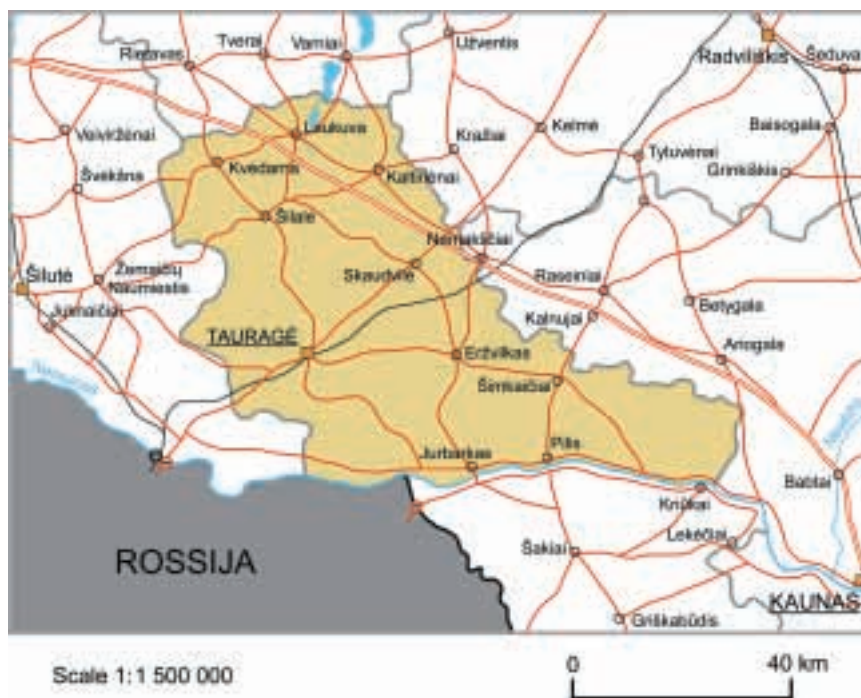 Rietavas
Tverai
Varniai
Užventis
Radviliškis
Šeduva
Veiviržėnai
Laukuva
Kražiai
Kelmė
Baisogala
Tytuvėnai
Grinkiškis
Švėkšna
Kvėdarna
Kaltinėnai
Šilalė
Nemakščiai
Šilutė
Žemaičių
Naumiestis
Skaudvilė
Raseiniai
Betygala
Juknaičiai
Kalnujai
Ariogala
TAURAGĖ
Eržvilkas
Nemunas
Šimkaičiai
Jurbarkas
Pilis
Babtai
Kriūkai
Lekėčiai
Šakiai
ROSSIJA
KAUNAS
Griškabūdis
Scale 1:1 500 000
0
40 km